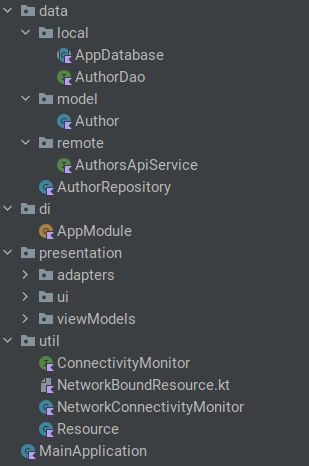 data
local
AppDatabase
AuthorDao
model
Author
remote
AuthorsApiService
AuthorRepository
di
AppModule
presentation
adapters
ui
viewModels
util
ConnectivityMonitor
NetworkBoundResource.kt
NetworkConnectivityMonitor
Resource
MainApplication